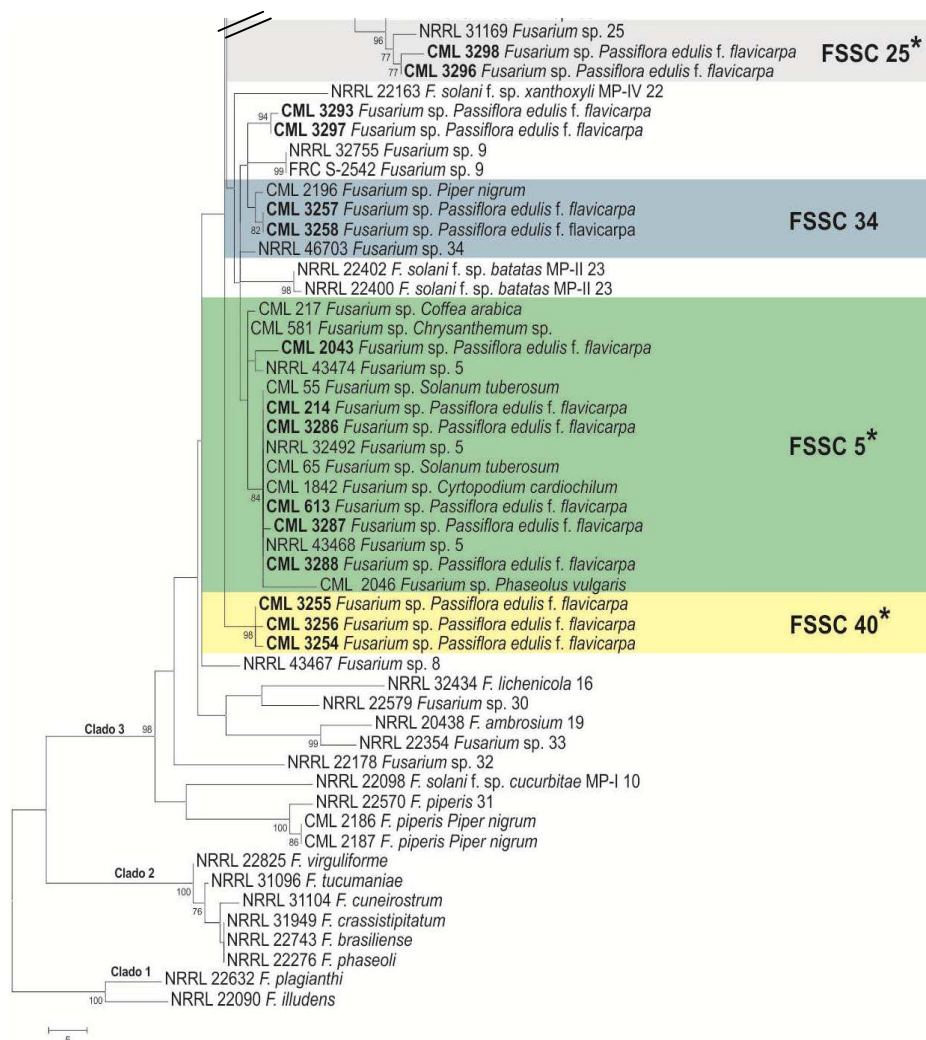 NRRL 31169 Fusarium sp. 25
96
77
CML 3298 Fusarium sp. Passiflora edulis f. flavicarpa
FSSC 25*
77
CML 3296 Fusarium sp. Passiflora edulis f. flavicarpa
NRRL 22163 F. solani f. sp. xanthoxyli MP-IV 22
94
CML 3293 Fusarium sp. Passiflora edulis f. flavicarpa
CML 3297 Fusarium sp. Passiflora edulis f. flavicarpa
NRRL 32755 Fusarium sp. 9
99
FRC S-2542 Fusarium sp. 9
CML 2196 Fusarium sp. Piper nigrum
CML 3257 Fusarium sp. Passiflora edulis f. flavicarpa
FSSC 34
82
CML 3258 Fusarium sp. Passiflora edulis f. flavicarpa
NRRL 46703 Fusarium sp. 34
NRRL 22402 F. solani f. sp. batatas MP-II 23
98
NRRL 22400 F. solani f. sp. batatas MP-II 23
CML 217 Fusarium sp. Coffea arabica
CML 581 Fusarium sp. Chrysanthemum sp.
CML 2043 Fusarium sp. Passiflora edulis f. flavicarpa
NRRL 43474 Fusarium sp. 5
CML 55 Fusarium sp. Solanum tuberosum
CML 214 Fusarium sp. Passiflora edulis f. flavicarpa
CML 3286 Fusarium sp. Passiflora edulis f. flavicarpa
NRRL 32492 Fusarium sp. 5
FSSC 5*
CML 65 Fusarium sp. Solanum tuberosum
CML 1842 Fusarium sp. Cyrtopodium cardiochilum
84
CML 613 Fusarium sp. Passiflora edulis f. flavicarpa
CML 3287 Fusarium sp. Passiflora edulis f. flavicarpa
NRRL 43468 Fusarium sp. 5
CML 3288 Fusarium sp. Passiflora edulis f. flavicarpa
CML 2046 Fusarium sp. Phaseolus vulgaris
CML 3255 Fusarium sp. Passiflora edulis f. flavicarpa
CML 3256 Fusarium sp. Passiflora edulis f. flavicarpa
FSSC 40*
98
CML 3254 Fusarium sp. Passiflora edulis f. flavicarpa
NRRL 43467 Fusarium sp. 8
NRRL 32434 F. lichenicola 16
NRRL 22579 Fusarium sp. 30
NRRL 20438 F. ambrosium 19
Clado 3
98
99
NRRL 22354 Fusarium sp. 33
NRRL 22178 Fusarium sp. 32
NRRL 22098 F. solani f. sp. cucurbitae MP-I 10
NRRL 22570 F. piperis 31
100
CML 2186 F. piperis Piper nigrum
86
CML 2187 F. piperis Piper nigrum
NRRL 22825 F. virguliforme
Clado 2
100
NRRL 31096 F. tucumaniae
76
NRRL 31104 F. cuneirostrum
NRRL 31949 F. crassistipitatum
NRRL 22743 F. brasiliense
NRRL 22276 F. phaseoli
Clado 1
NRRL 22632 F. plagianthi
100
NRRL 22090 F. illudens